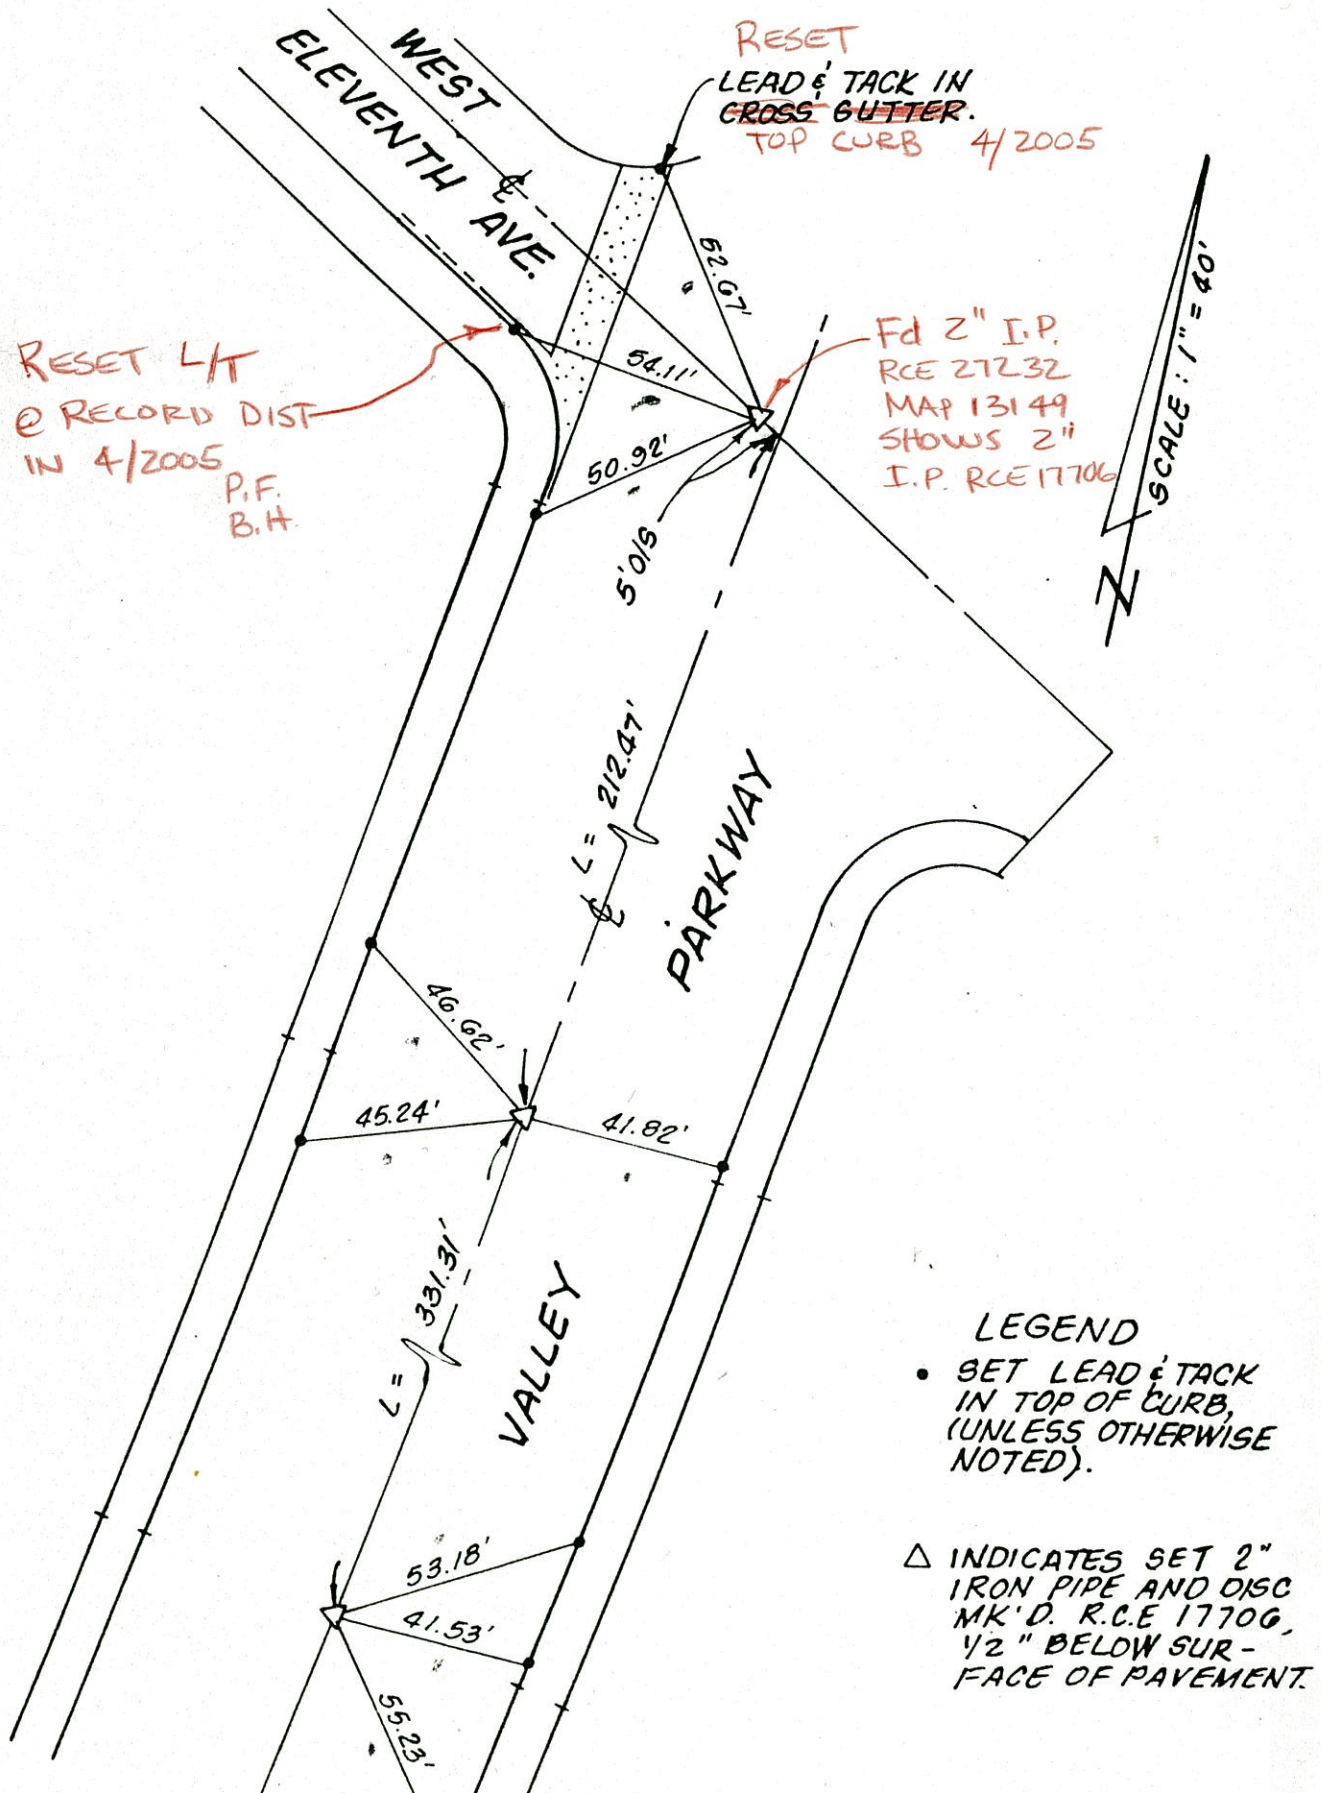 RESET
LEAD & TACK IN
CROSS GUTTER.
TOP CURB 4/2005
WEST
ELEVENTH AVE.
℄
52.67'
SCALE: 1" = 40'
N
RESET L/T
@ RECORD DIST
IN 4/2005
P.F.
B.H.
54.11'
50.92'
5' O/S
Fd 2" I.P.
RCE 27232
MAP 13149
SHOWS 2"
I.P. RCE 17706
L = 212.47'
℄
PARKWAY
46.62'
45.24'
41.82'
L = 331.31'
VALLEY
53.18'
41.53'
55.23'
LEGEND
• SET LEAD & TACK
IN TOP OF CURB,
(UNLESS OTHERWISE
NOTED).
△ INDICATES SET 2"
IRON PIPE AND DISC
MK'D. R.C.E 17706,
1/2" BELOW SUR-
FACE OF PAVEMENT.